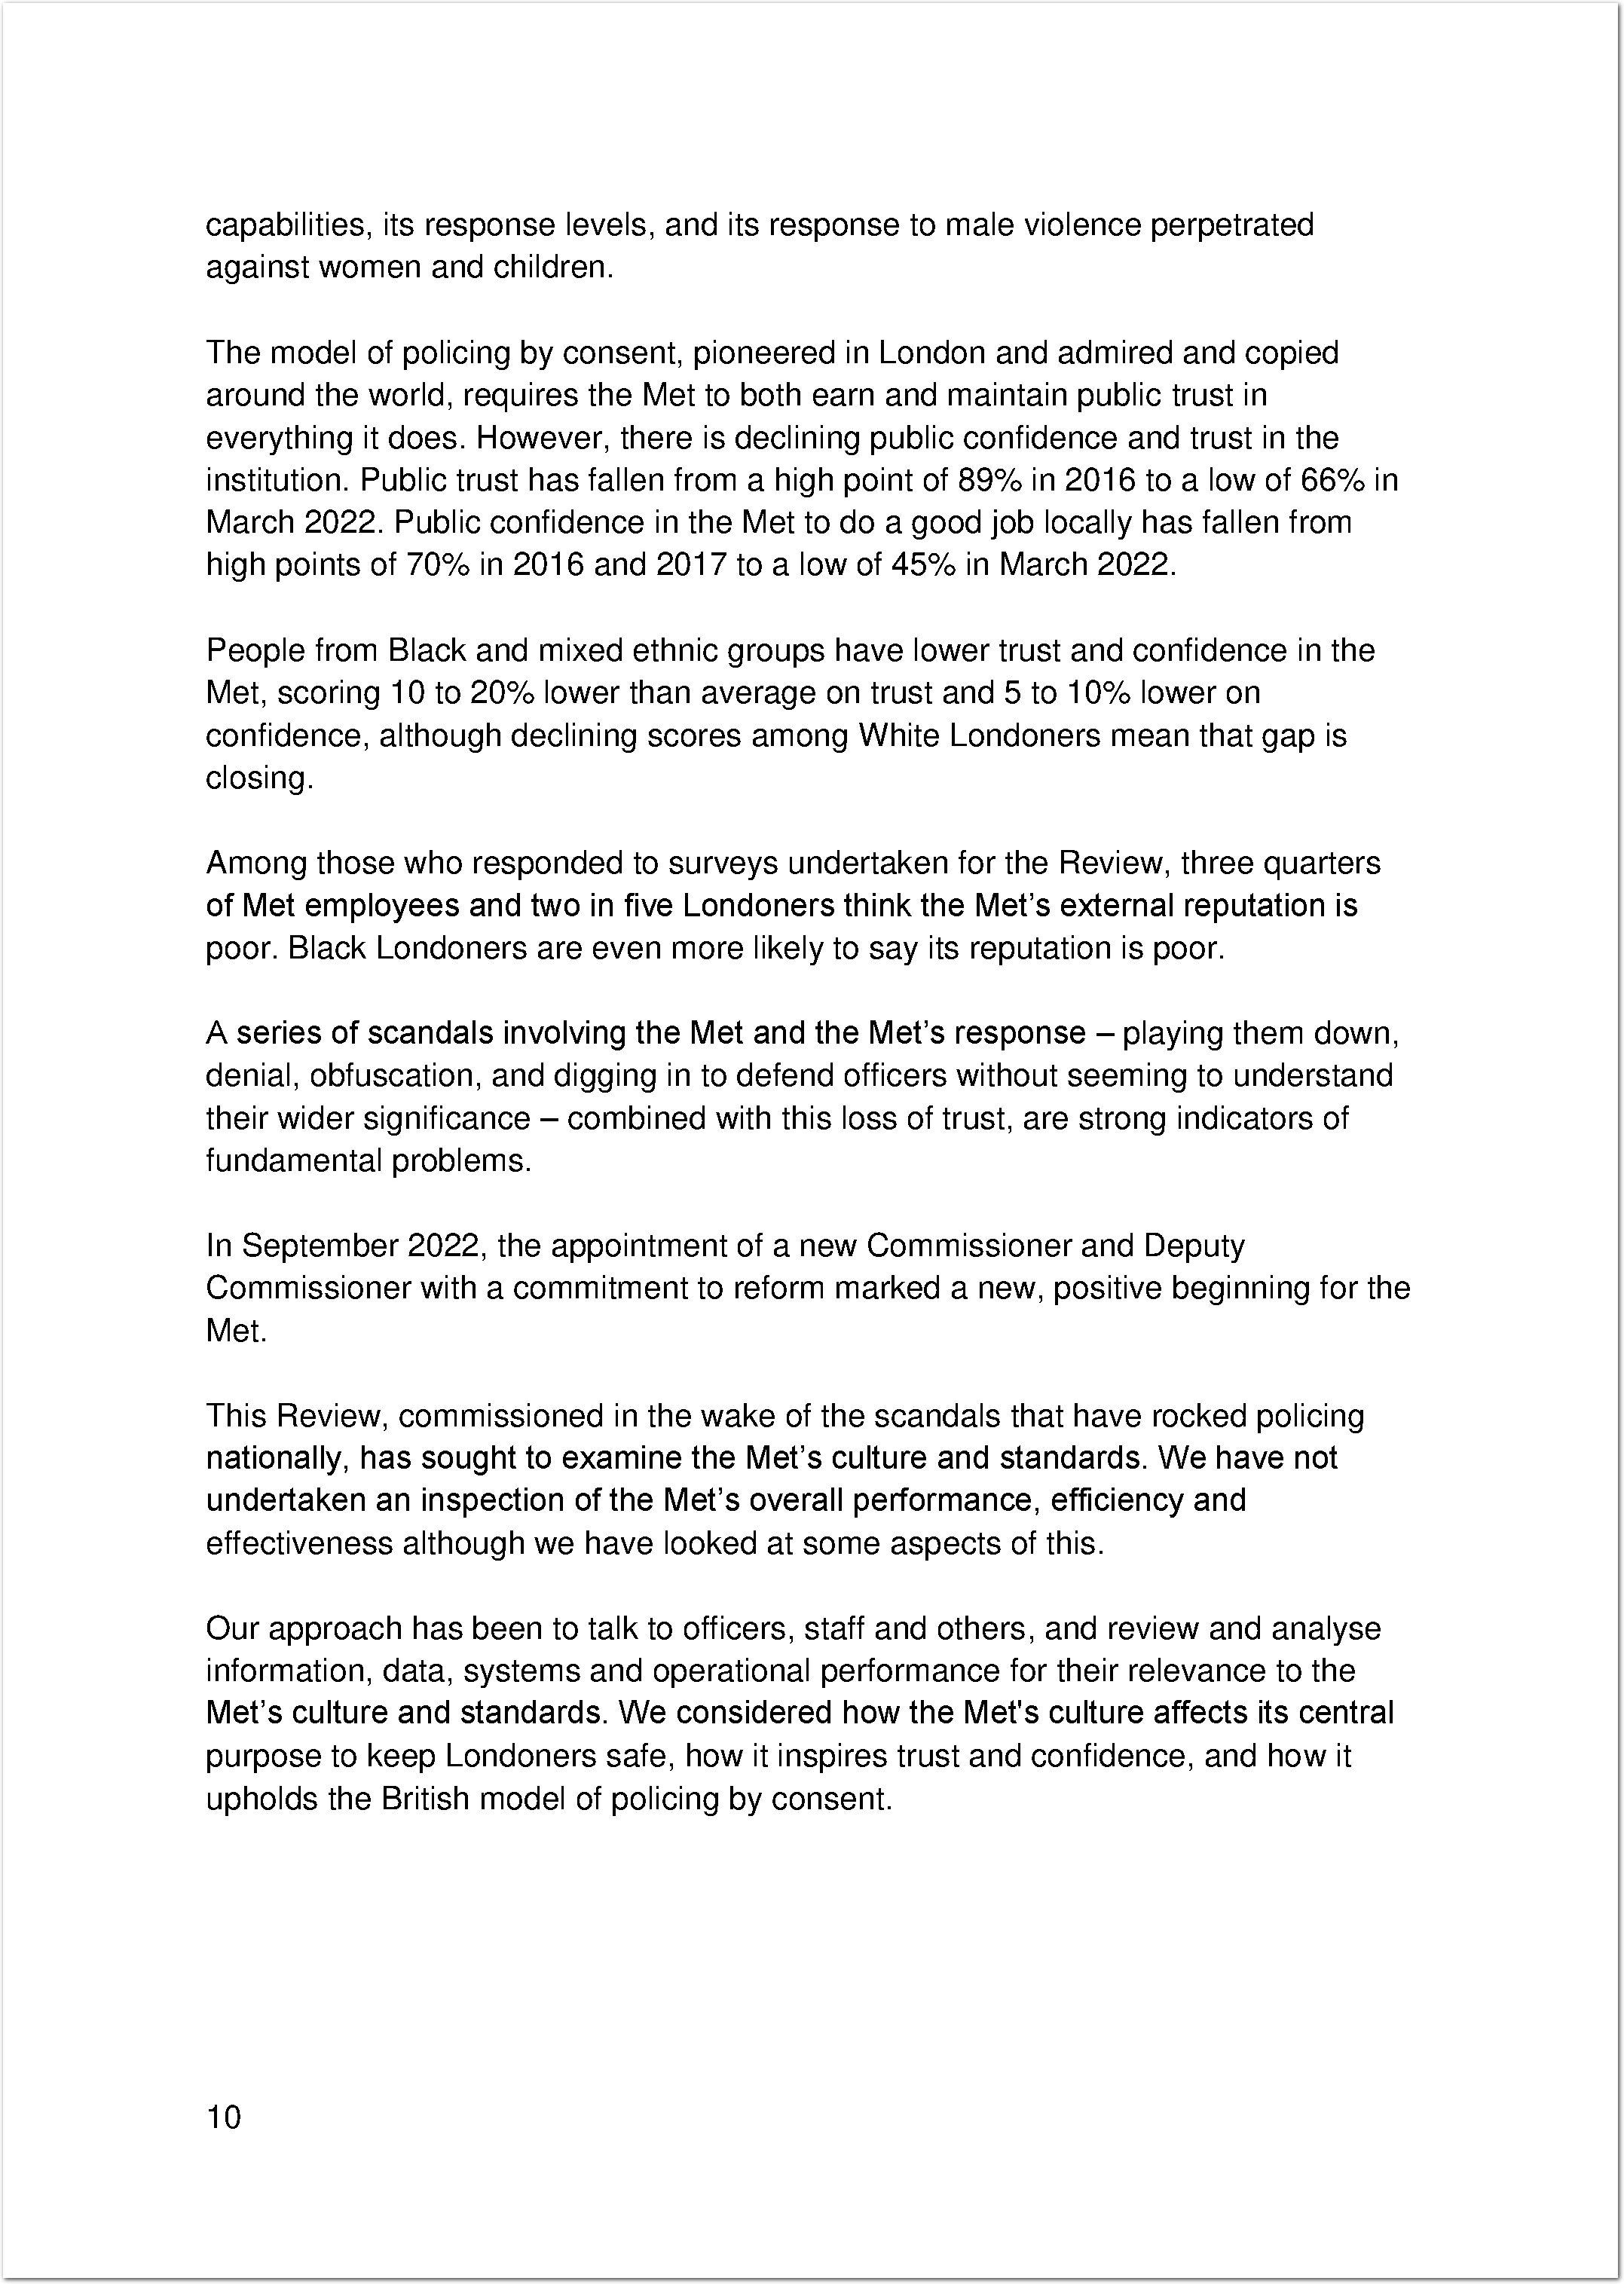 capabilities, its response levels, and its response to male violence perpetrated
against women and children.
The model of policing by consent, pioneered in London and admired and copied
around the world, requires the Met to both earn and maintain public trust in
everything it does. However, there is declining public confidence and trust in the
institution. Public trust has fallen from a high point of 89% in 2016 to a low of 66% in
March 2022. Public confidence in the Met to do a good job locally has fallen from
high points of 70% in 2016 and 2017 to a low of 45% in March 2022.
People from Black and mixed ethnic groups have lower trust and confidence in the
Met, scoring 10 to 20% lower than average on trust and 5 to 10% lower on
confidence, although declining scores among White Londoners mean that gap is
closing.
Among those who responded to surveys undertaken for the Review, three quarters
of Met employees and two in five Londoners think the Met’s external reputation is
poor. Black Londoners are even more likely to say its reputation is poor.
A series of scandals involving the Met and the Met’s response – playing them down,
denial, obfuscation, and digging in to defend officers without seeming to understand
their wider significance – combined with this loss of trust, are strong indicators of
fundamental problems.
In September 2022, the appointment of a new Commissioner and Deputy
Commissioner with a commitment to reform marked a new, positive beginning for the
Met.
This Review, commissioned in the wake of the scandals that have rocked policing
nationally, has sought to examine the Met’s culture and standards. We have not
undertaken an inspection of the Met’s overall performance, efficiency and
effectiveness although we have looked at some aspects of this.
Our approach has been to talk to officers, staff and others, and review and analyse
information, data, systems and operational performance for their relevance to the
Met’s culture and standards. We considered how the Met's culture affects its central
purpose to keep Londoners safe, how it inspires trust and confidence, and how it
upholds the British model of policing by consent.
10